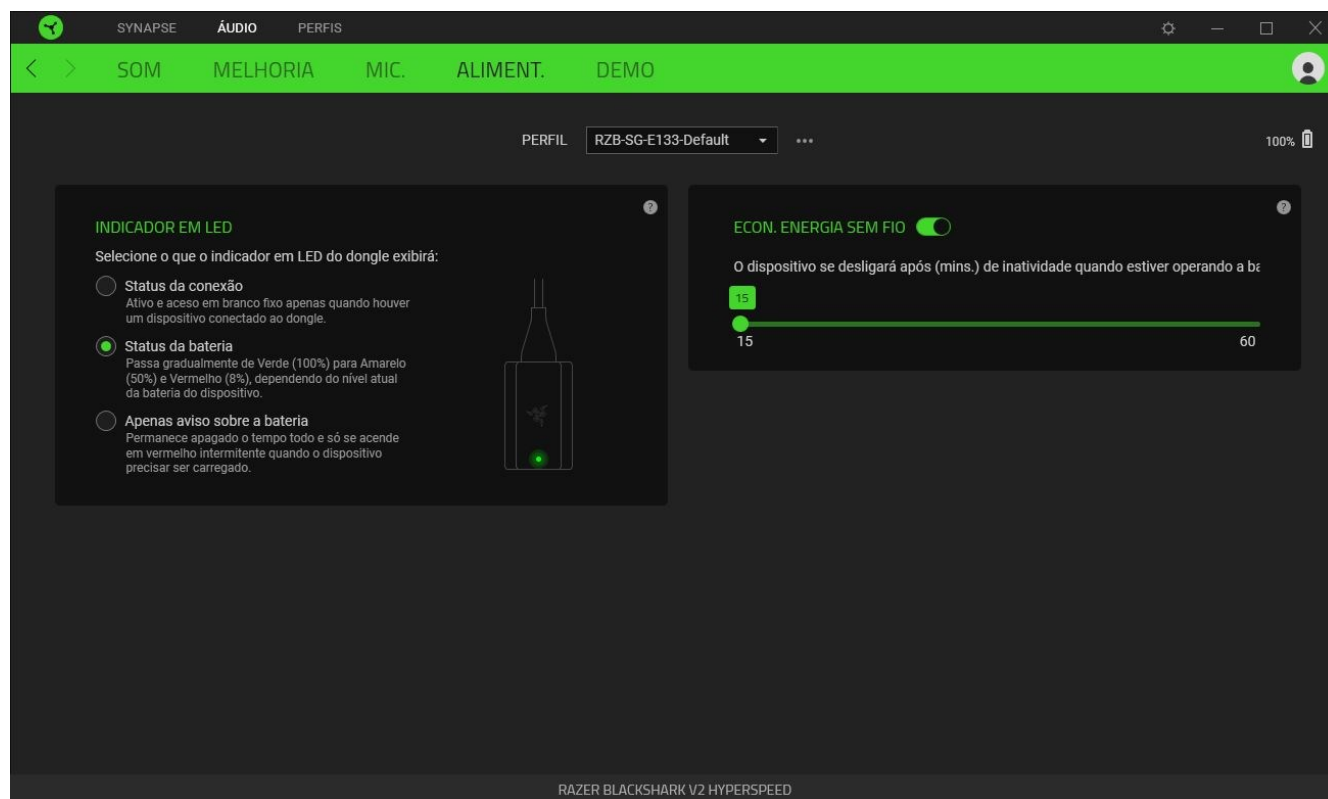 SYNAPSE ÁUDIO PERFIS
SOM MELHORIA MIC. ALIMENT. DEMO
PERFIL RZB-SG-E133-Default
100%
INDICADOR EM LED
Selecione o que o indicador em LED do dongle exibirá:
Status da conexão
Ativo e aceso em branco fixo apenas quando houver
um dispositivo conectado ao dongle.
Status da bateria
Passa gradualmente de Verde (100%) para Amarelo
(50%) e Vermelho (8%), dependendo do nível atual
da bateria do dispositivo.
Apenas aviso sobre a bateria
Permanece apagado o tempo todo e só se acende
em vermelho intermitente quando o dispositivo
precisar ser carregado.
ECON. ENERGIA SEM FIO
O dispositivo se desligará após (mins.) de inatividade quando estiver operando a ba
15
15 60
RAZER BLACKSHARK V2 HYPERSPEED